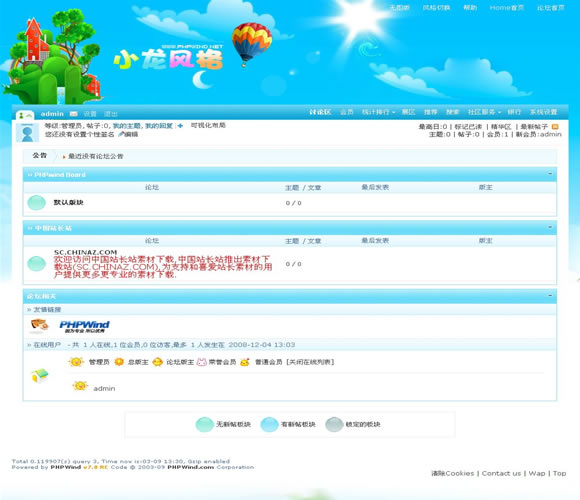 无图版 风格切换 帮助 Home首页 论坛首页
WWW.PHPWIND.NET
小龙风格
admin 设置 退出
讨论区 会员 统计排行 展区 推荐 搜索 社区服务 银行 系统设置
等级:管理员, 帖子:0, 我的主题, 我的回复 可视化布局
您还没有设置个性签名 编辑
最高日:0 | 标记已读 | 精华区 | 最新帖子
主题:0 | 帖子:0 | 会员:1 | 新会员:admin
公告 最近没有论坛公告
» PHPwind Board
论坛 主题 / 文章 最后发表 版主
默认版块 0 / 0
» 中国站长站
论坛 主题 / 文章 最后发表 版主
SC.CHINAZ.COM
欢迎访问中国站长站素材下载,中国站长站推出素材下
载站(SC.CHINAZ.COM),为支持和喜爱站长素材的用
户提供更多更专业的素材下载. 0 / 0
论坛相关
» 友情链接
PHPWind
因为专业 所以优秀
» 在线用户 - 共 1 人在线,1 位会员,0 位访客,最多 1 人发生在 2008-12-04 13:03
管理员 总版主 论坛版主 荣誉会员 普通会员 [关闭在线列表]
admin
无新帖板块 有新帖板块 锁定的板块
Total 0.119907(s) query 3, Time now is:03-09 13:30, Gzip enabled
Powered by PHPWind v7.0 RC Code © 2003-09 PHPWind.com Corporation
清除Cookies | Contact us | Wap | Top